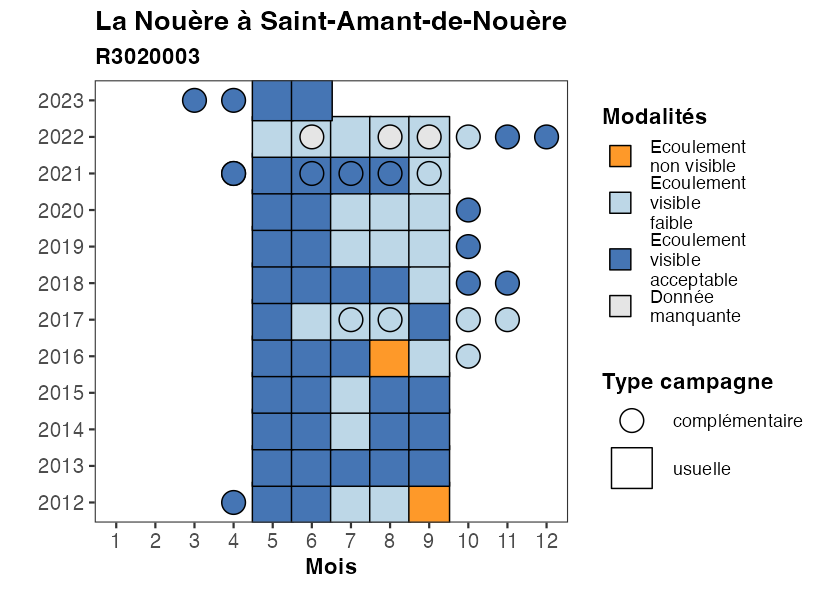 La Nouère à Saint-Amant-de-Nouère
R3020003
2023
2022
2021
2020
2019
2018
2017
2016
2015
2014
2013
2012
1 2 3 4 5 6 7 8 9 10 11 12
Mois
Modalités
Ecoulement
non visible
Ecoulement
visible
faible
Ecoulement
visible
acceptable
Donnée
manquante
Type campagne
complémentaire
usuelle